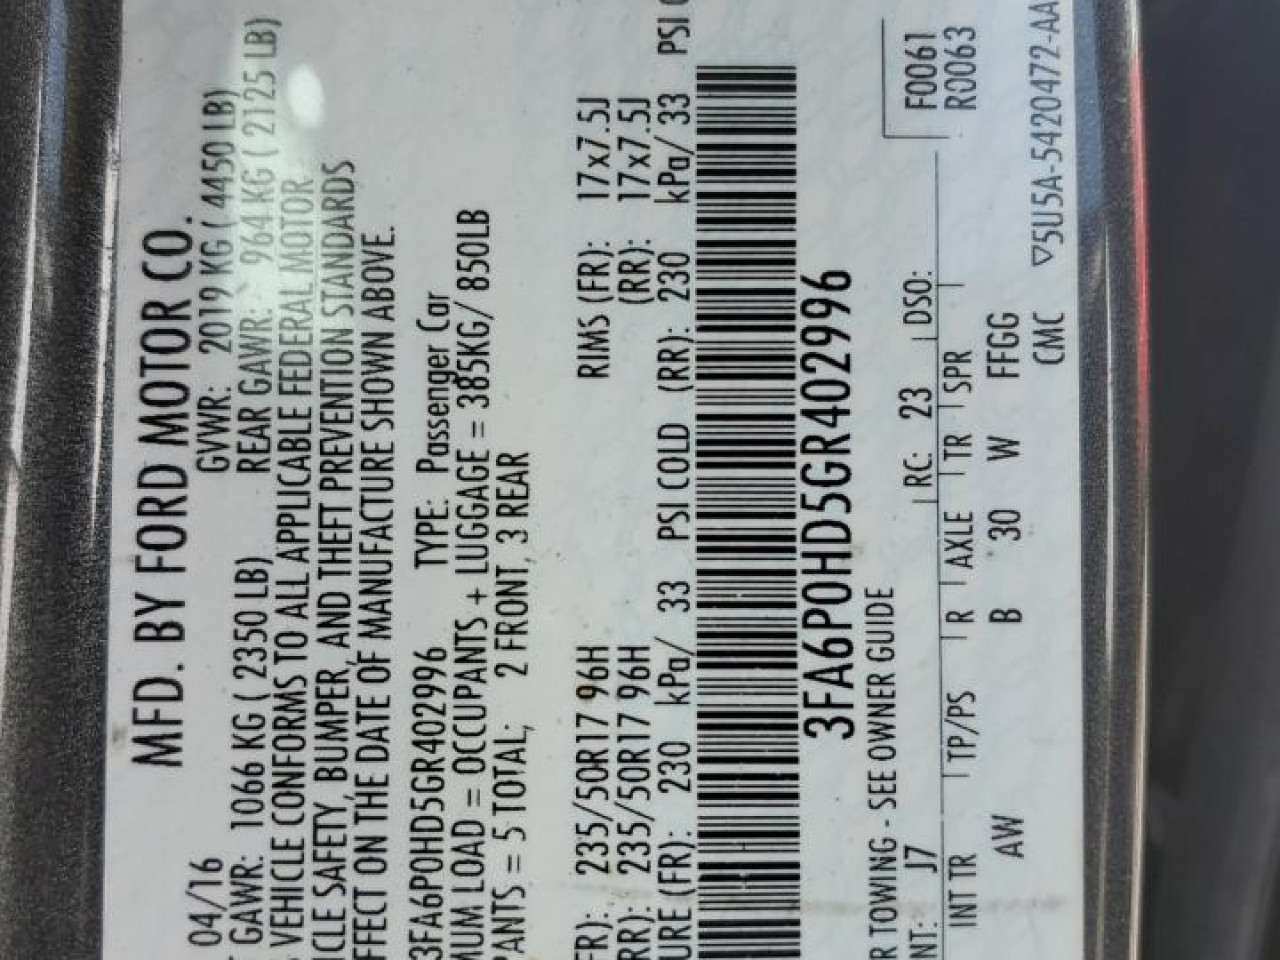 MFD. BY FORD MOTOR CO.
04/16 GVWR: 2019 KG ( 4450 LB)
GAWR: 1066 KG ( 2350 LB) REAR GAWR: 964 KG ( 2125 LB)
VEHICLE CONFORMS TO ALL APPLICABLE FEDERAL MOTOR
ICLE SAFETY, BUMPER, AND THEFT PREVENTION STANDARDS
FFECT ON THE DATE OF MANUFACTURE SHOWN ABOVE.
3FA6P0HD5GR402996 TYPE: Passenger Car
MUM LOAD = OCCUPANTS + LUGGAGE = 385KG/ 850LB
PANTS = 5 TOTAL; 2 FRONT, 3 REAR
FR): 235/50R17 96H RIMS (FR): 17x7.5J
RR): 235/50R17 96H (RR): 17x7.5J
URE (FR): 230 kPa/ 33 PSI COLD (RR): 230 kPa/ 33 PSI
3FA6P0HD5GR402996
R TOWING - SEE OWNER GUIDE F0061
NT: J7 RC: 23 DSO: R0063
INT TR TP/PS R AXLE TR SPR
AW B 30 W FFGG
CMC ▽5U5A-5420472-AA